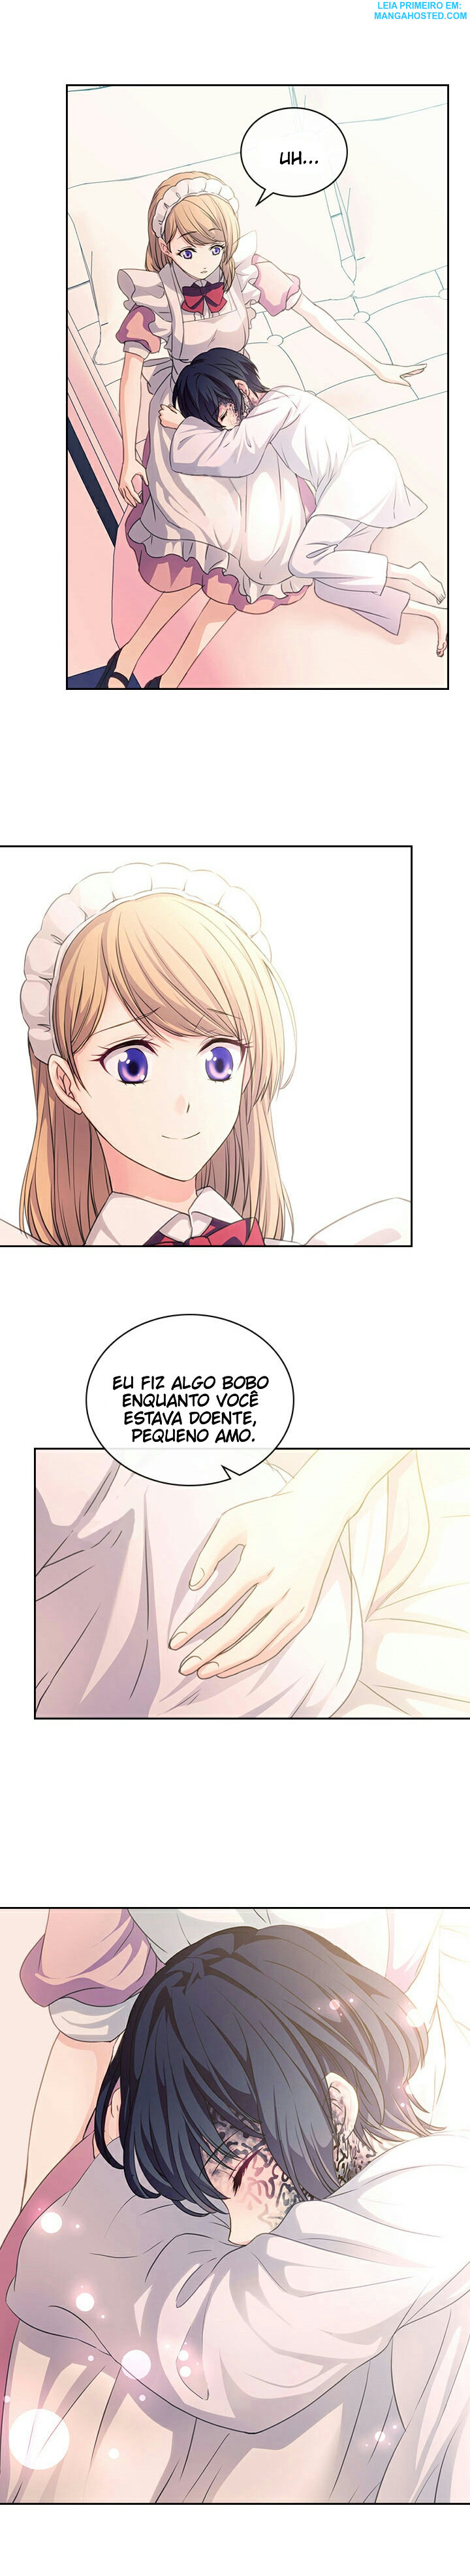 LEIA PRIMEIRO EM:
MANGAHOSTED.COM
UH...
EU FIZ ALGO BOBO
ENQUANTO VOCÊ
ESTAVA DOENTE,
PEQUENO AMO.